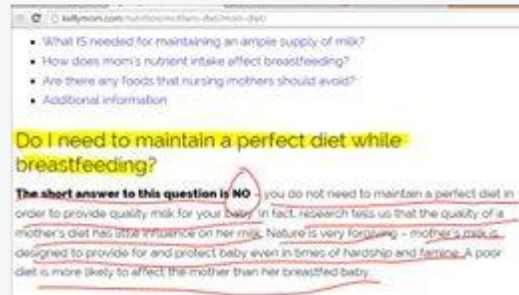 kellymom.com/nutrition/mothers-diet/mom-diet/
What IS needed for maintaining an ample supply of milk?
How does mom's nutrient intake affect breastfeeding?
Are there any foods that nursing mothers should avoid?
Additional information
Do I need to maintain a perfect diet while
breastfeeding?
The short answer to this question is NO - you do not need to maintain a perfect diet in
order to provide quality milk for your baby. In fact, research tells us that the quality of a
mother's diet has little influence on her milk. Nature is very forgiving – mother's milk is
designed to provide for and protect baby even in times of hardship and famine. A poor
diet is more likely to affect the mother than her breastfed baby.